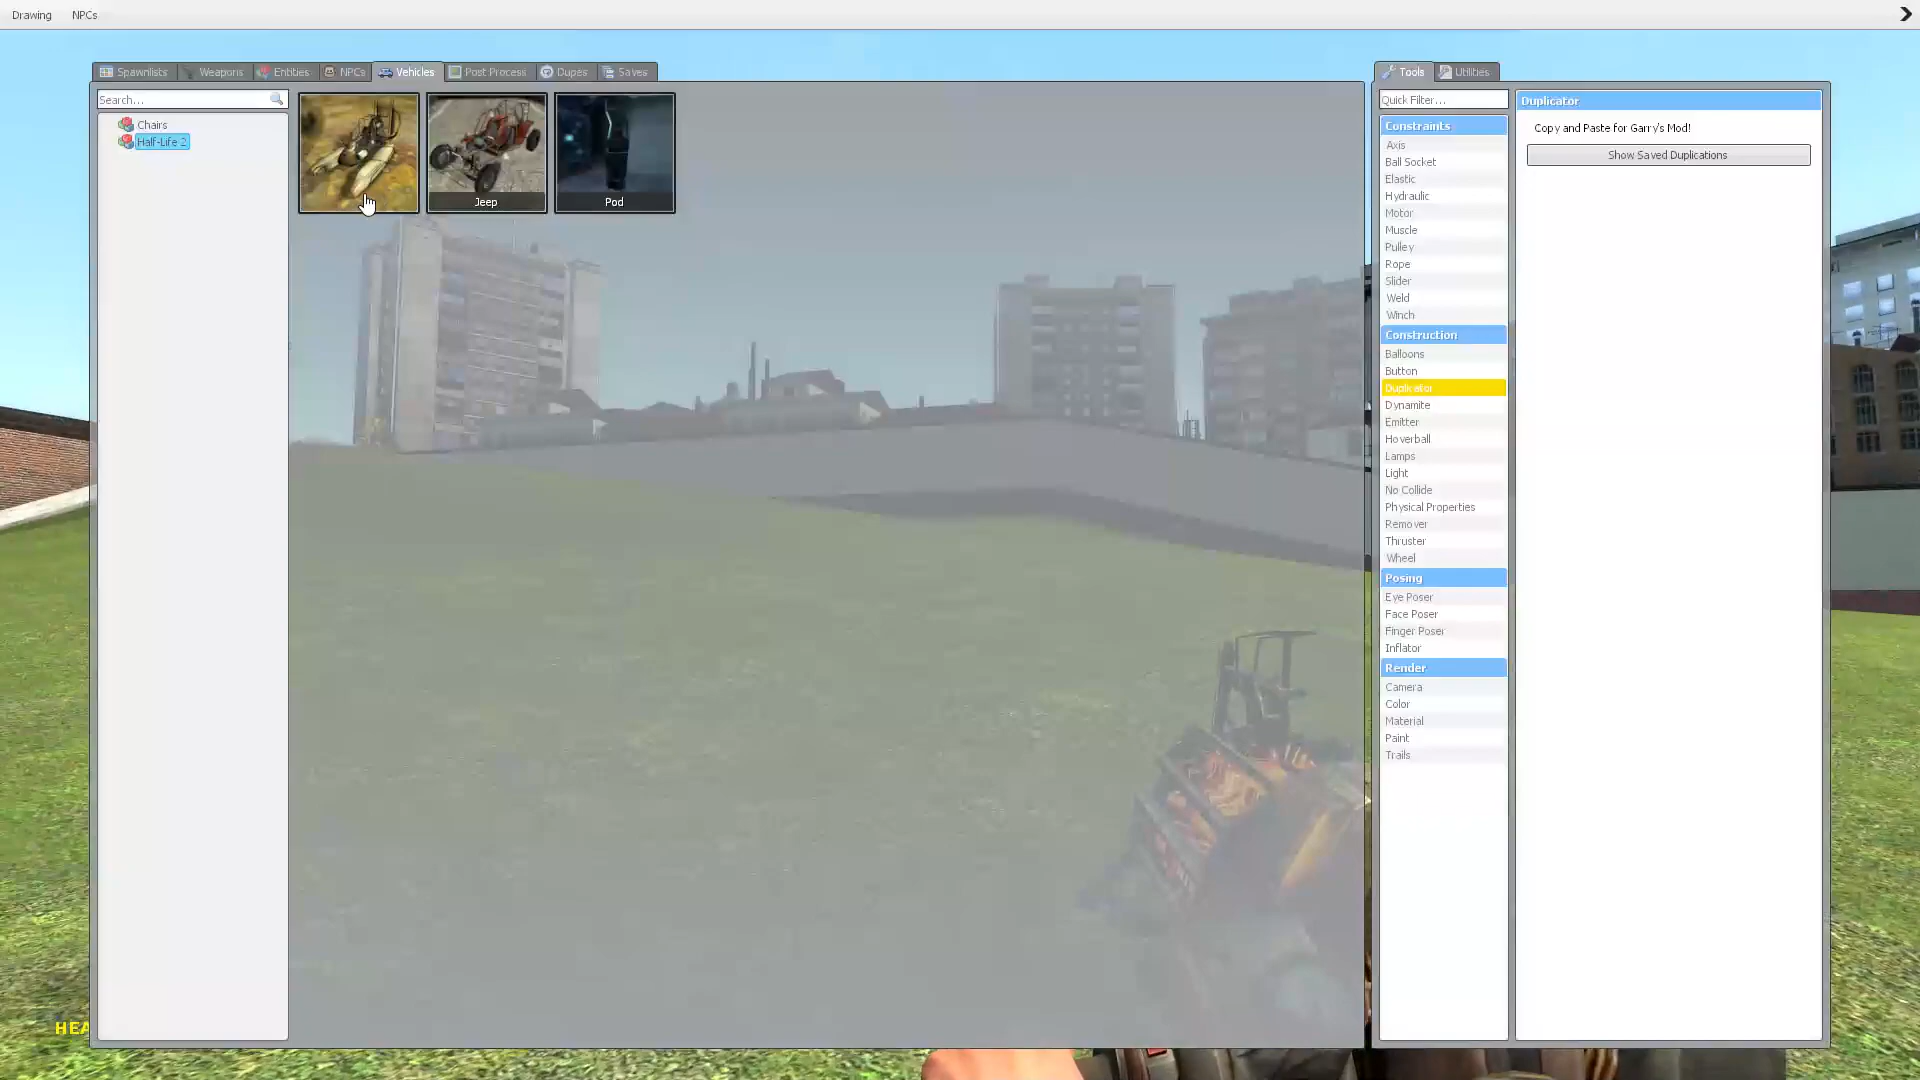 Drawing NPCs
Spawnlists Weapons Entities NPCs Vehicles Post Process Dupes Saves
Search...
Chairs
Half-Life 2
Jeep
Pod
HEA
Tools Utilities
Quick Filter...
Constraints
Axis
Ball Socket
Elastic
Hydraulic
Motor
Muscle
Pulley
Rope
Slider
Weld
Winch
Construction
Balloons
Button
Duplicator
Dynamite
Emitter
Hoverball
Lamps
Light
No Collide
Physical Properties
Remover
Thruster
Wheel
Posing
Eye Poser
Face Poser
Finger Poser
Inflator
Render
Camera
Color
Material
Paint
Trails
Duplicator
Copy and Paste for Garry's Mod!
Show Saved Duplications